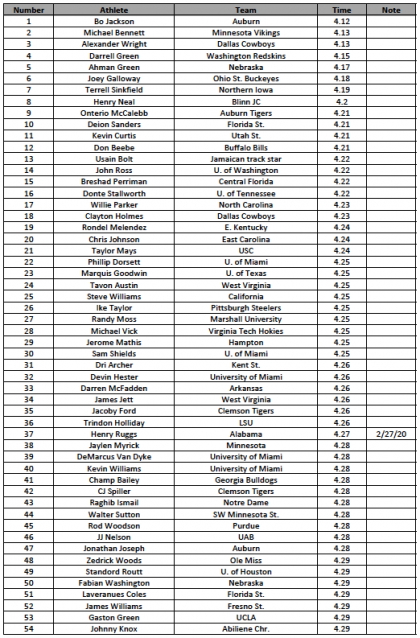 Number Athlete Team Time Note
1 Bo Jackson Auburn 4.12
2 Michael Bennett Minnesota Vikings 4.13
3 Alexander Wright Dallas Cowboys 4.13
4 Darrell Green Washington Redskins 4.15
5 Ahman Green Nebraska 4.17
6 Joey Galloway Ohio St. Buckeyes 4.18
7 Terrell Sinkfield Northern Iowa 4.19
8 Henry Neal Blinn JC 4.2
9 Onterio McCalebb Auburn Tigers 4.21
10 Deion Sanders Florida St. 4.21
11 Kevin Curtis Utah St. 4.21
12 Don Beebe Buffalo Bills 4.21
13 Usain Bolt Jamaican track star 4.22
14 John Ross U. of Washington 4.22
15 Breshad Perriman Central Florida 4.22
16 Donte Stallworth U. of Tennessee 4.22
17 Willie Parker North Carolina 4.23
18 Clayton Holmes Dallas Cowboys 4.23
19 Rondel Melendez E. Kentucky 4.24
20 Chris Johnson East Carolina 4.24
21 Taylor Mays USC 4.24
22 Phillip Dorsett U. of Miami 4.25
23 Marquis Goodwin U. of Texas 4.25
24 Tavon Austin West Virginia 4.25
25 Steve Williams California 4.25
26 Ike Taylor Pittsburgh Steelers 4.25
27 Randy Moss Marshall University 4.25
28 Michael Vick Virginia Tech Hokies 4.25
29 Jerome Mathis Hampton 4.25
30 Sam Shields U. of Miami 4.25
31 Dri Archer Kent St. 4.26
32 Devin Hester University of Miami 4.26
33 Darren McFadden Arkansas 4.26
34 James Jett West Virginia 4.26
35 Jacoby Ford Clemson Tigers 4.26
36 Trindon Holliday LSU 4.26
37 Henry Ruggs Alabama 4.27 2/27/20
38 Jaylen Myrick Minnesota 4.28
39 DeMarcus Van Dyke University of Miami 4.28
40 Kevin Williams University of Miami 4.28
41 Champ Bailey Georgia Bulldogs 4.28
42 CJ Spiller Clemson Tigers 4.28
43 Raghib Ismail Notre Dame 4.28
44 Walter Sutton SW Minnesota St. 4.28
45 Rod Woodson Purdue 4.28
46 JJ Nelson UAB 4.28
47 Jonathan Joseph Auburn 4.28
48 Zedrick Woods Ole Miss 4.29
49 Standord Routt U. of Houston 4.29
50 Fabian Washington Nebraska 4.29
51 Laveranues Coles Florida St. 4.29
52 James Williams Fresno St. 4.29
53 Gaston Green UCLA 4.29
54 Johnny Knox Abiliene Chr. 4.29